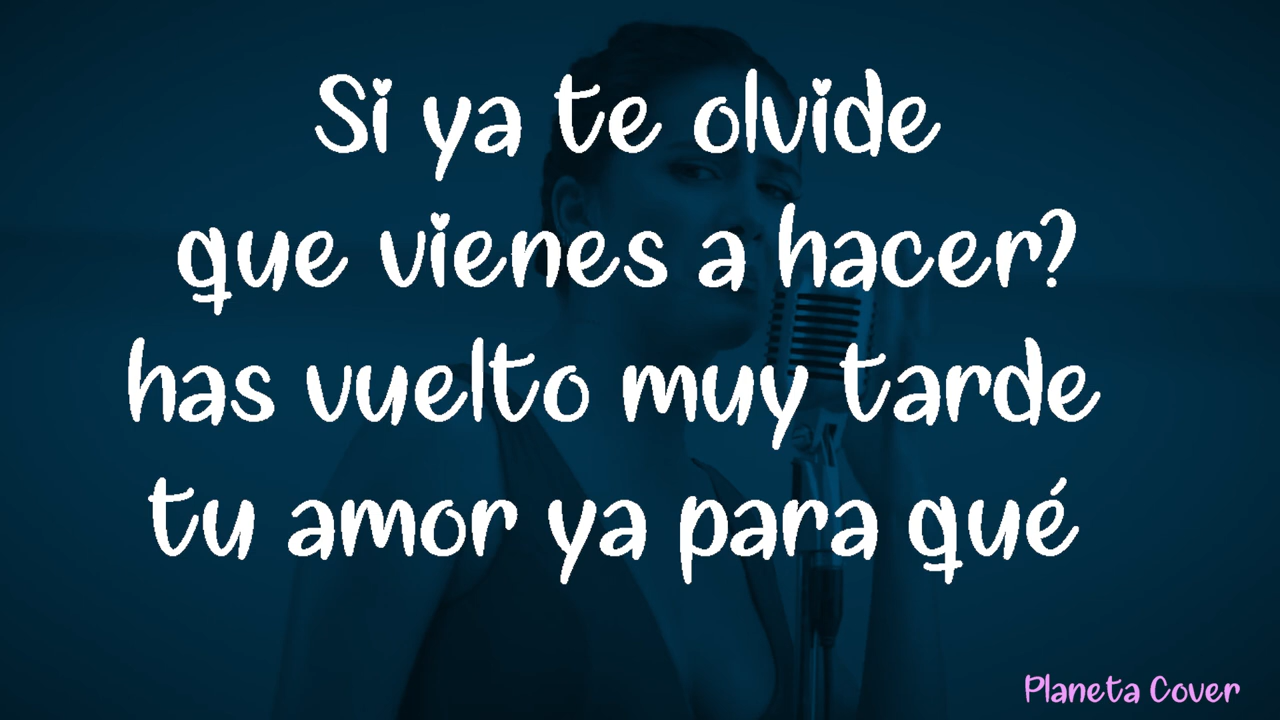 Si ya te olvide
que vienes a hacer?
has vuelto muy tarde
tu amor ya para qué
Planeta Cover